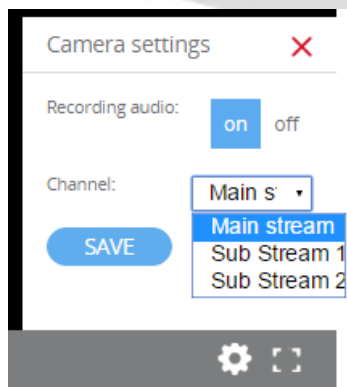 Camera settings
Recording audio:
on off
Channel:
Main s
Main stream
Sub Stream 1
Sub Stream 2
SAVE